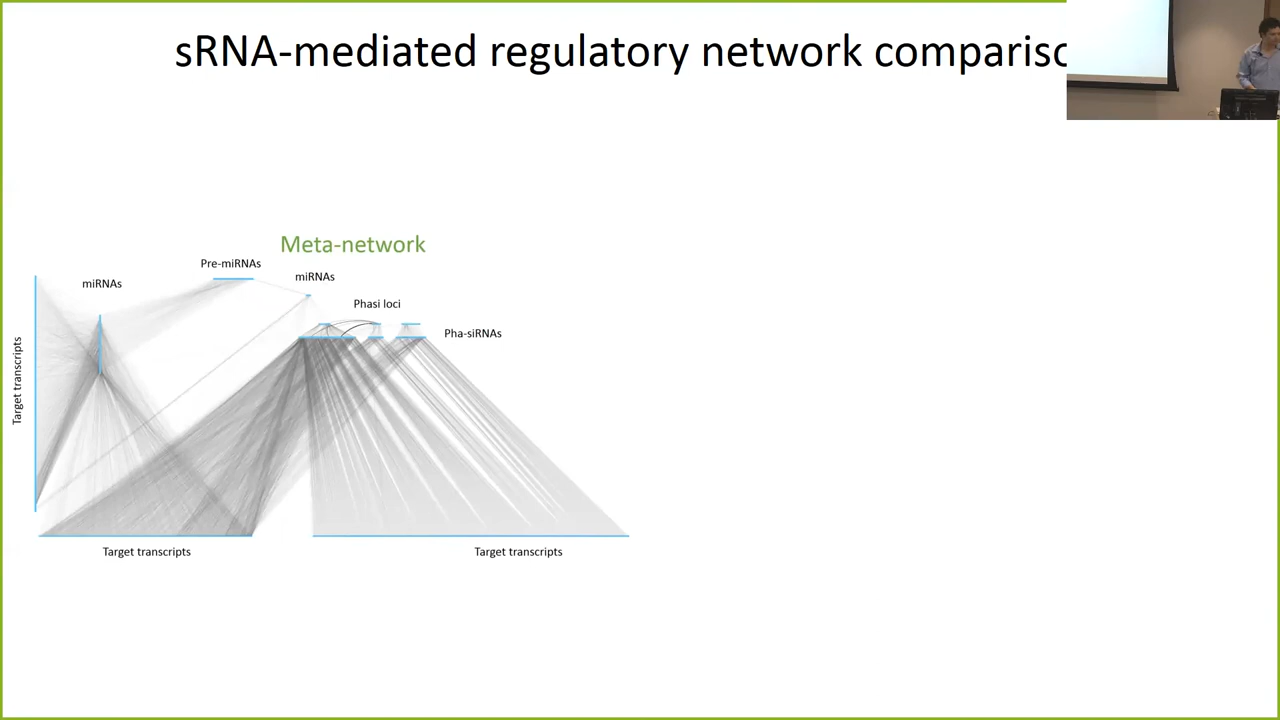 sRNA-mediated regulatory network compariso
Meta-network
Pre-miRNAs
miRNAs
miRNAs
Phasi loci
Pha-siRNAs
Target transcripts
Target transcripts
Target transcripts